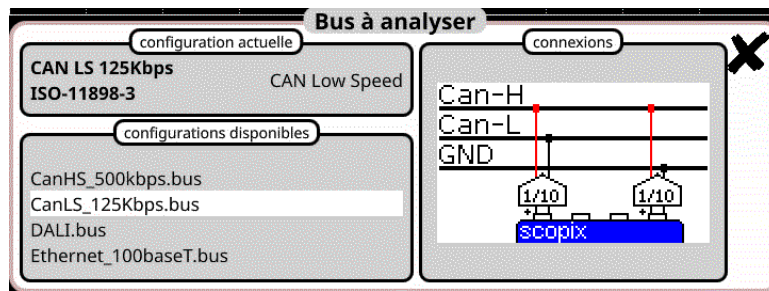 Bus à analyser
configuration actuelle
CAN LS 125Kbps
ISO-11898-3
CAN Low Speed
configurations disponibles
CanHS_500kbps.bus
CanLS_125Kbps.bus
DALI.bus
Ethernet_100baseT.bus
connexions
Can-H
Can-L
GND
1/10 1/10
+ +
scopix